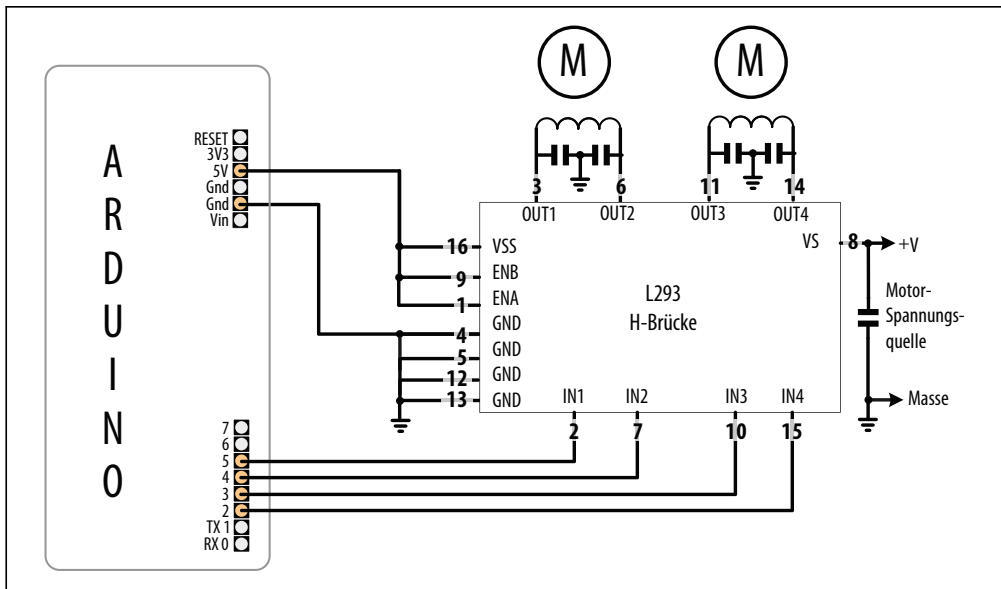 ARDUINO
RESET
3V3
5V
Gnd
Gnd
Vin
7
6
5
4
3
2
TX 1
RX 0
M
M
3
6
11
14
OUT1
OUT2
OUT3
OUT4
16
VSS
9
ENB
1
ENA
4
GND
5
GND
12
GND
13
GND
L293
H-Brücke
VS
8
+V
Motor-
Spannungs-
quelle
Masse
IN1
IN2
IN3
IN4
2
7
10
15